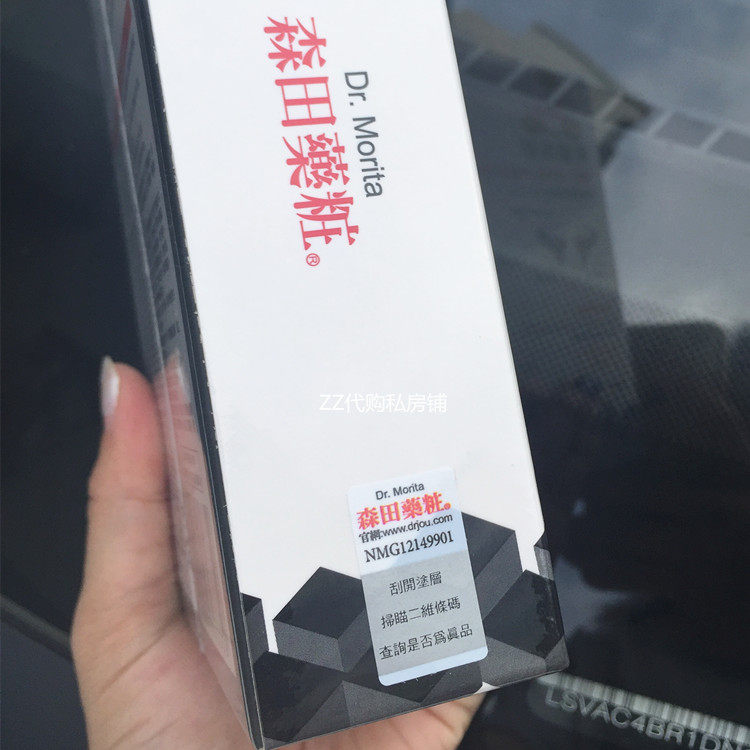 Dr. Morita
森田藥粧®
ZZ代购私房铺
Dr. Morita
森田藥粧®
官網:www.drjou.com
NMG12149901
刮開塗層
掃瞄二維條碼
查詢是否爲眞品